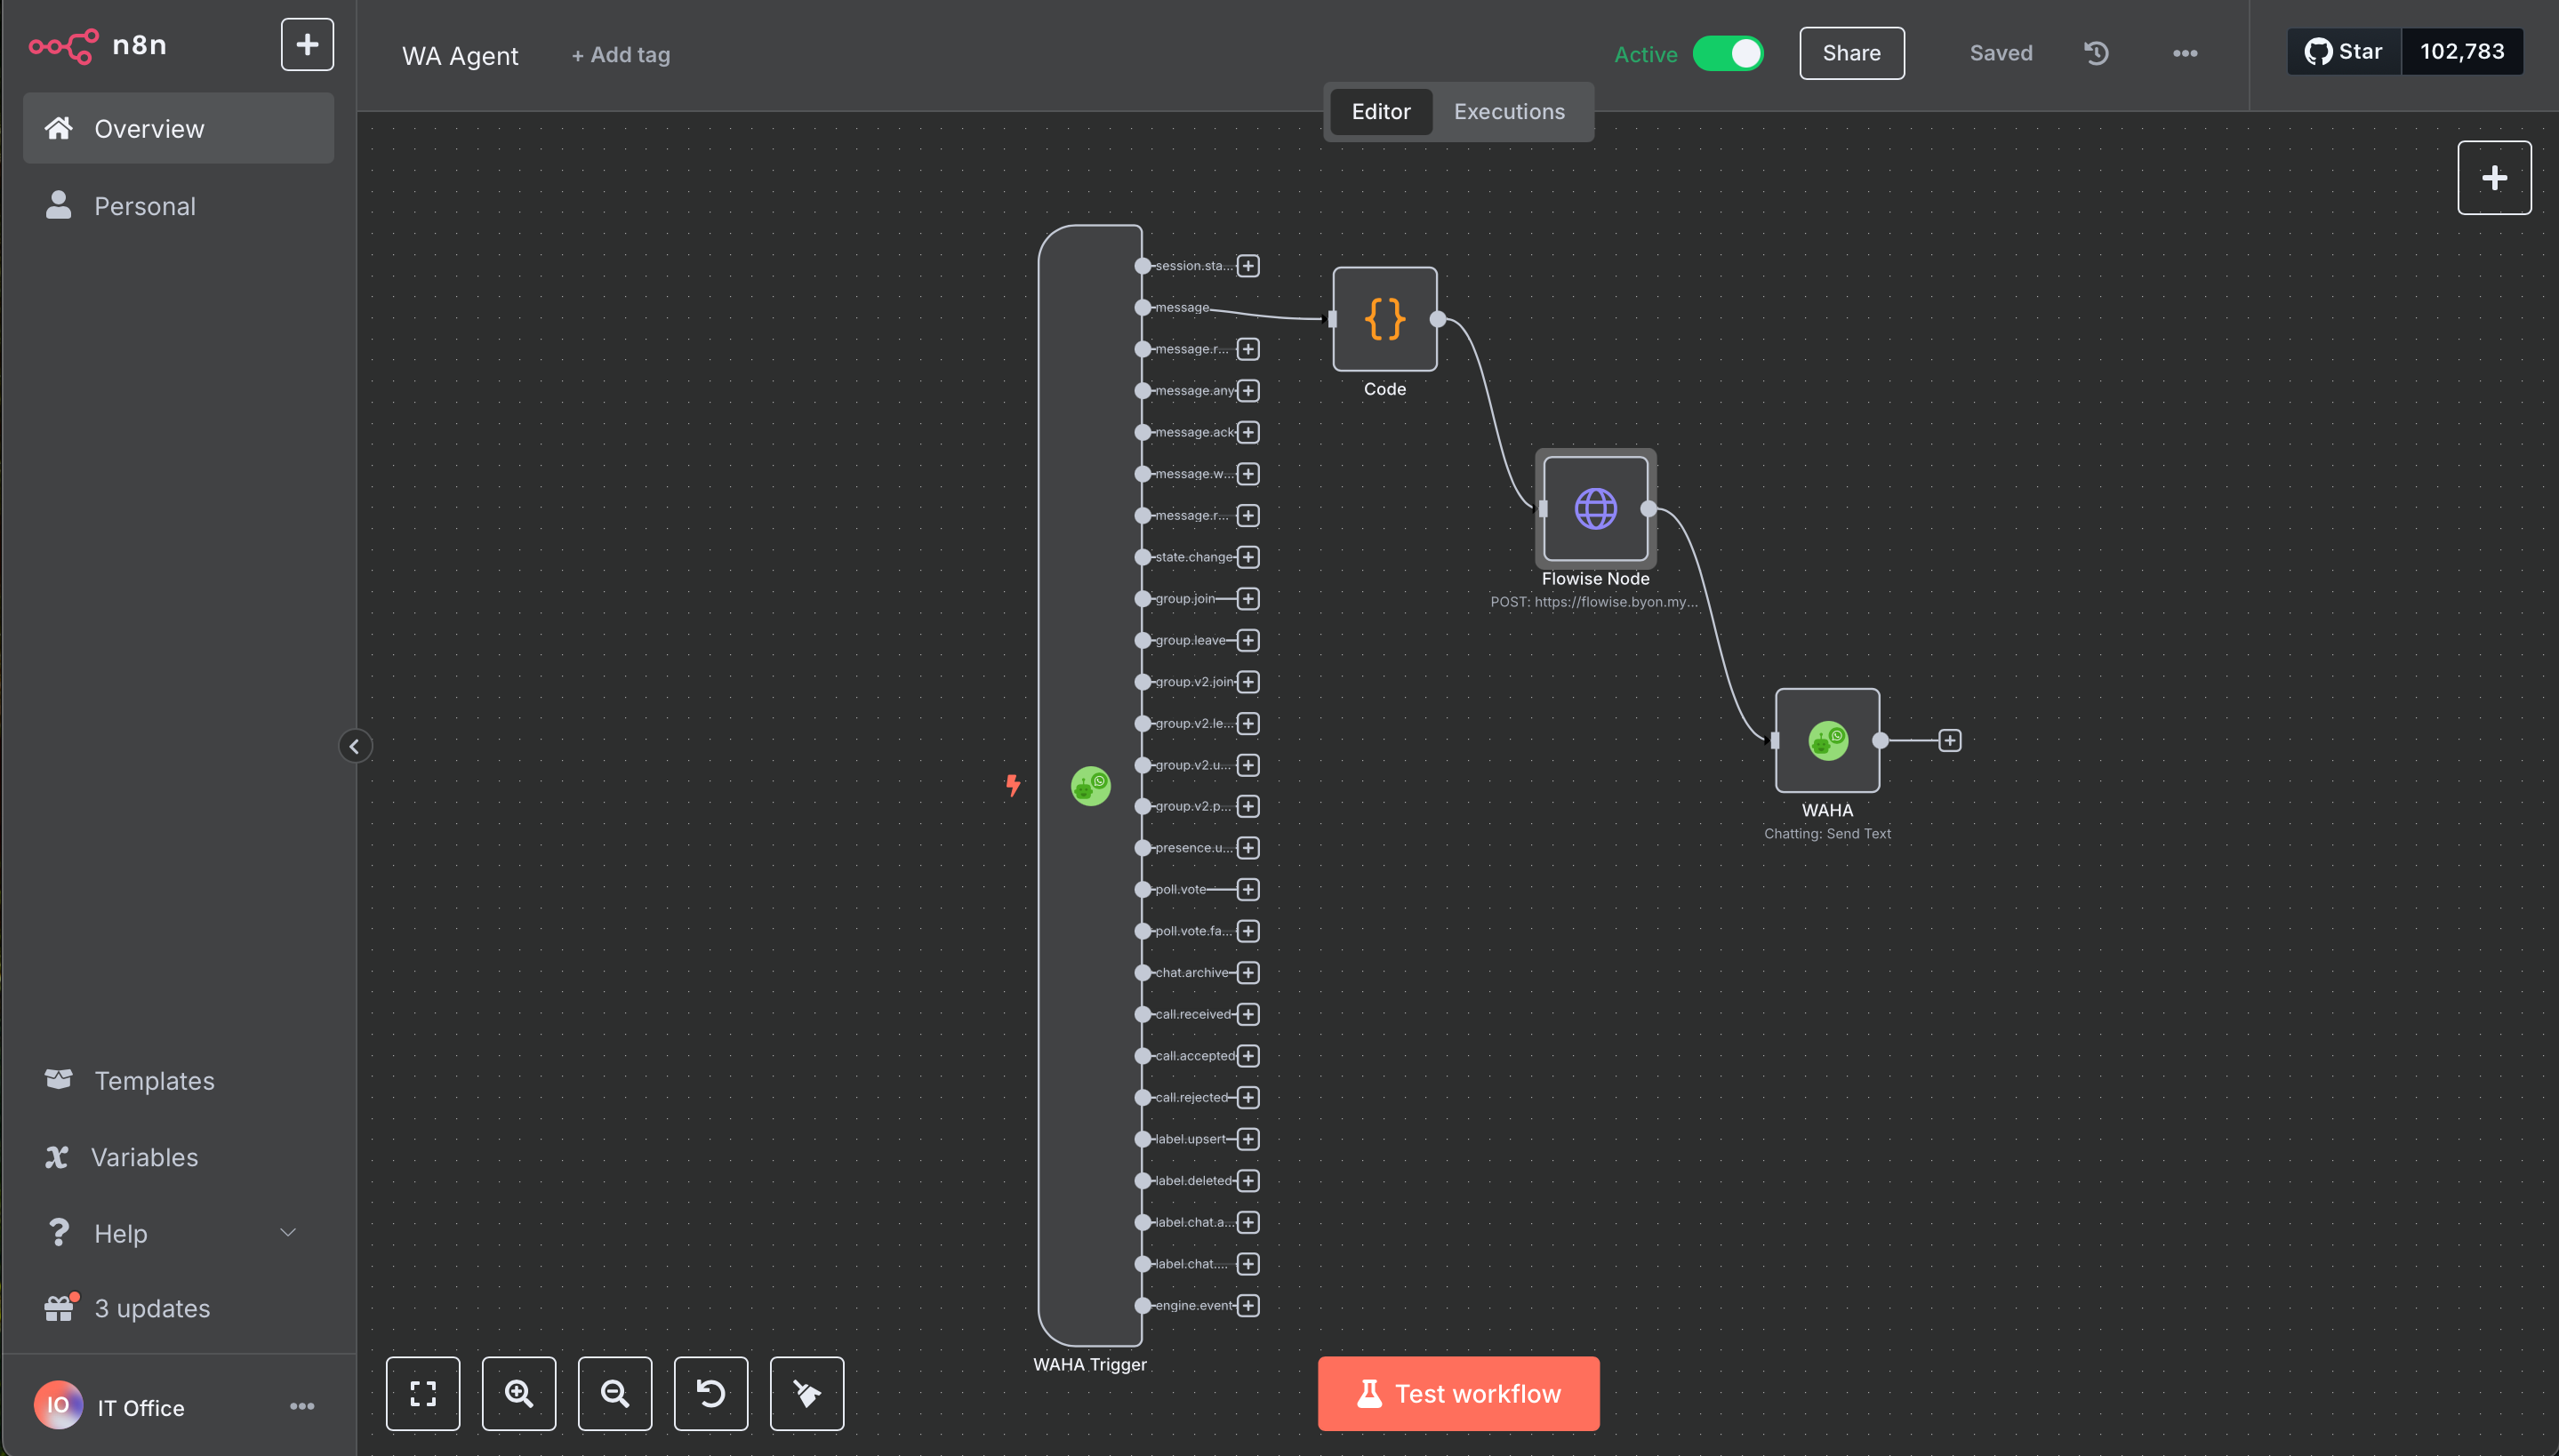 n8n
Overview
Personal
Templates
Variables
Help
3 updates
IO
IT Office
WA Agent
+ Add tag
Active
Share
Saved
Star
102,783
Editor
Executions
session.sta...
message
message.r...
message.any
message.ack
message.w...
message.r...
state.change
group.join
group.leave
group.v2.join
group.v2.le...
group.v2.u...
group.v2.p...
presence.u...
poll.vote
poll.vote.fa...
chat.archive
call.received
call.accepted
call.rejected
label.upsert
label.deleted
label.chat.a...
label.chat....
engine.event
WAHA Trigger
Code
Flowise Node
POST: https://flowise.byon.my...
WAHA
Chatting: Send Text
Test workflow